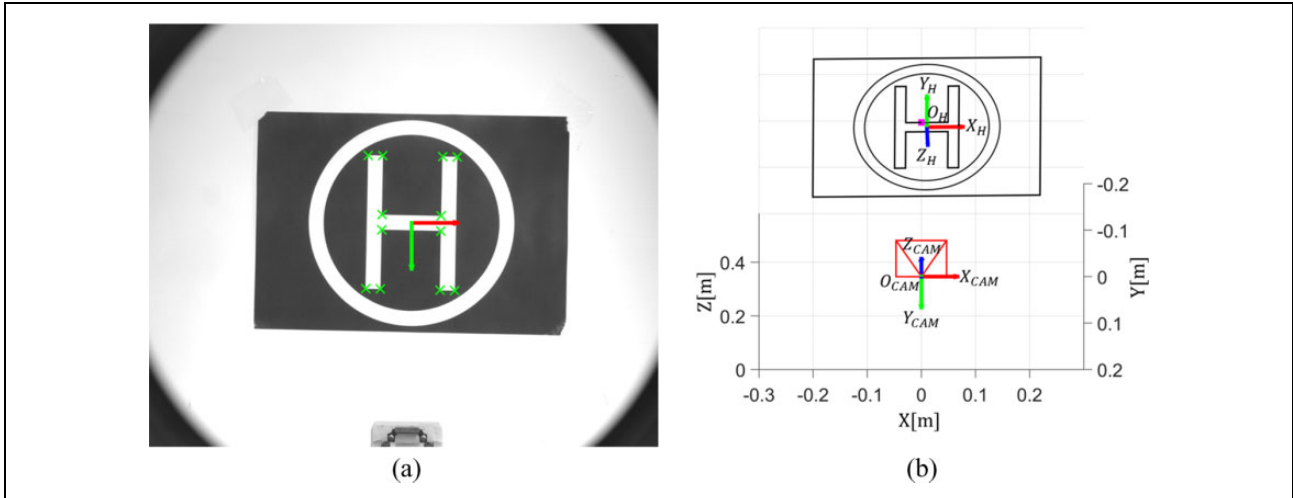 H
Y_H
O_H
X_H
Z_H
-0.2
-0.1
Z_CAM
0.4
O_CAM
X_CAM
0
Z[m]
Y[m]
0.2
Y_CAM
0.1
0
0.2
-0.3 -0.2 -0.1 0 0.1 0.2
X[m]
(a) (b)